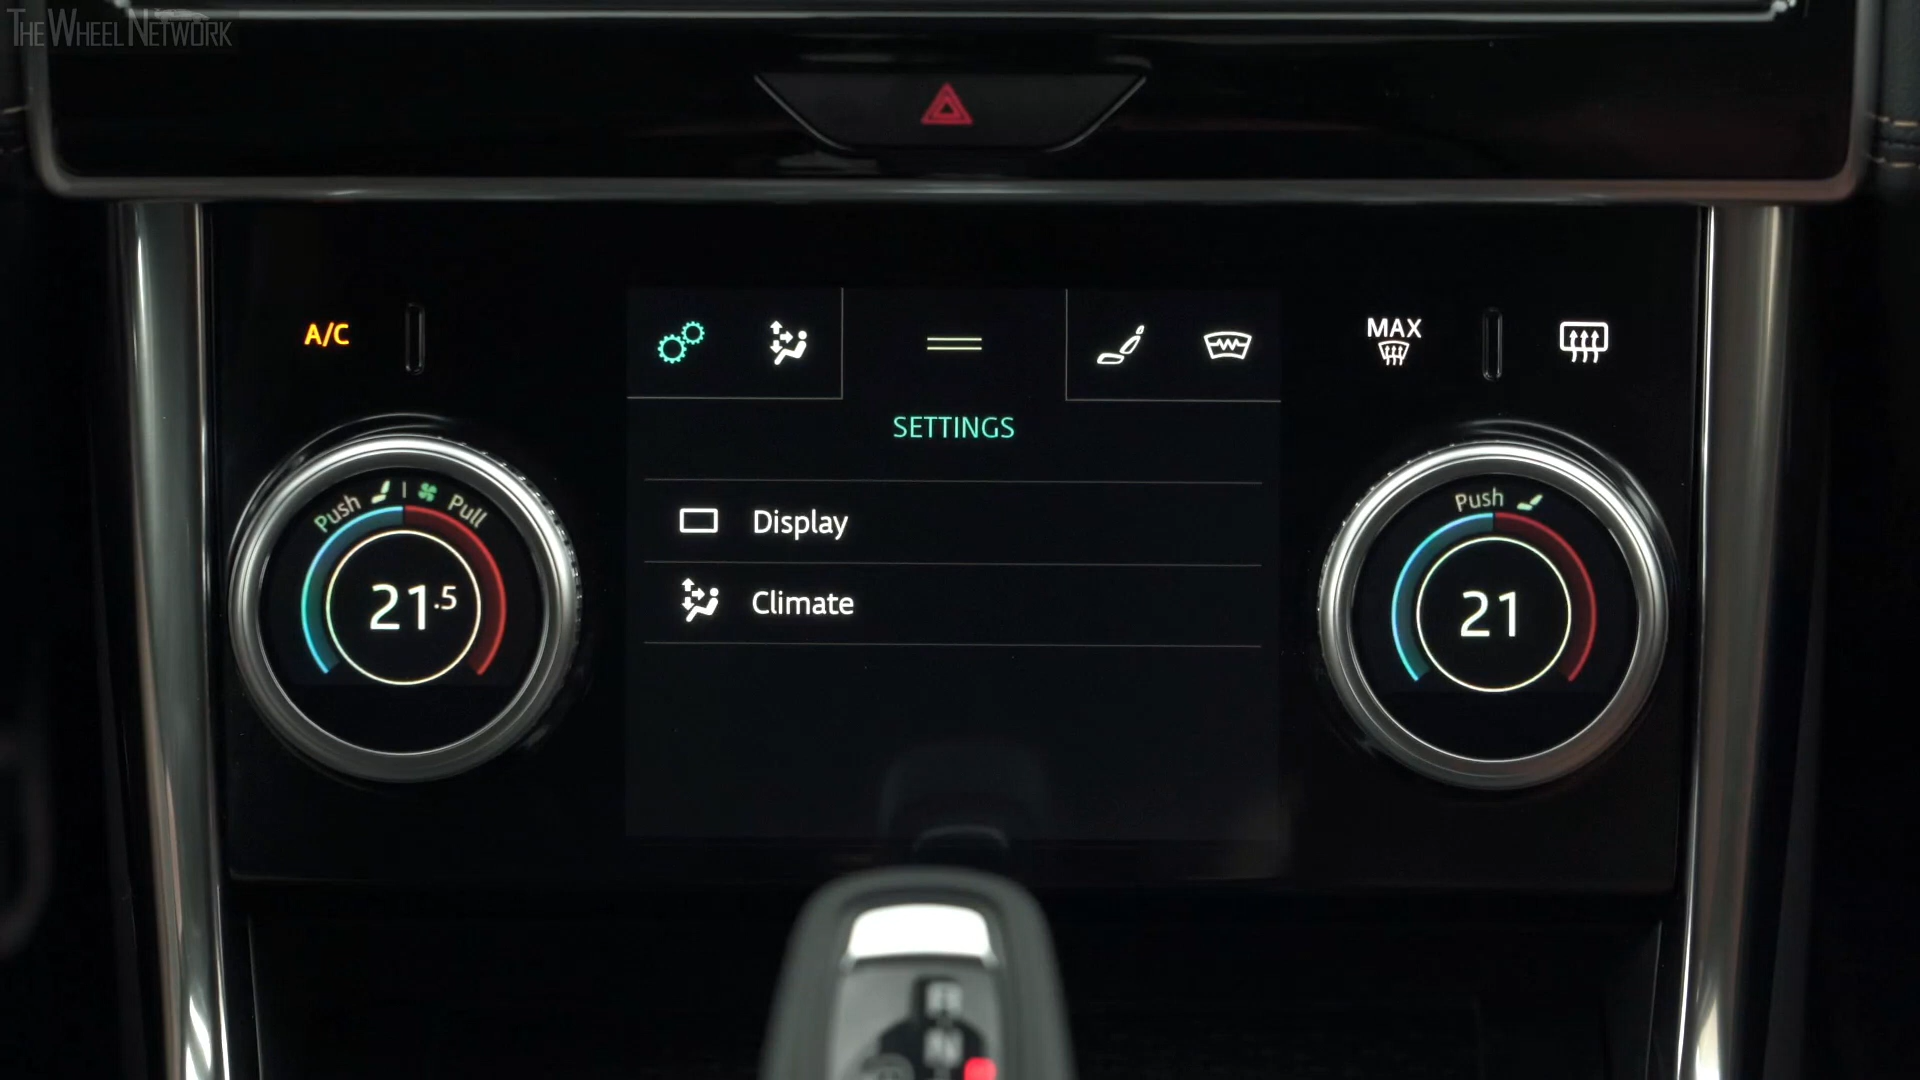 THE WHEEL NETWORK
A/C
MAX
SETTINGS
Push Pull
Push
Display
21.5
Climate
21
R
N